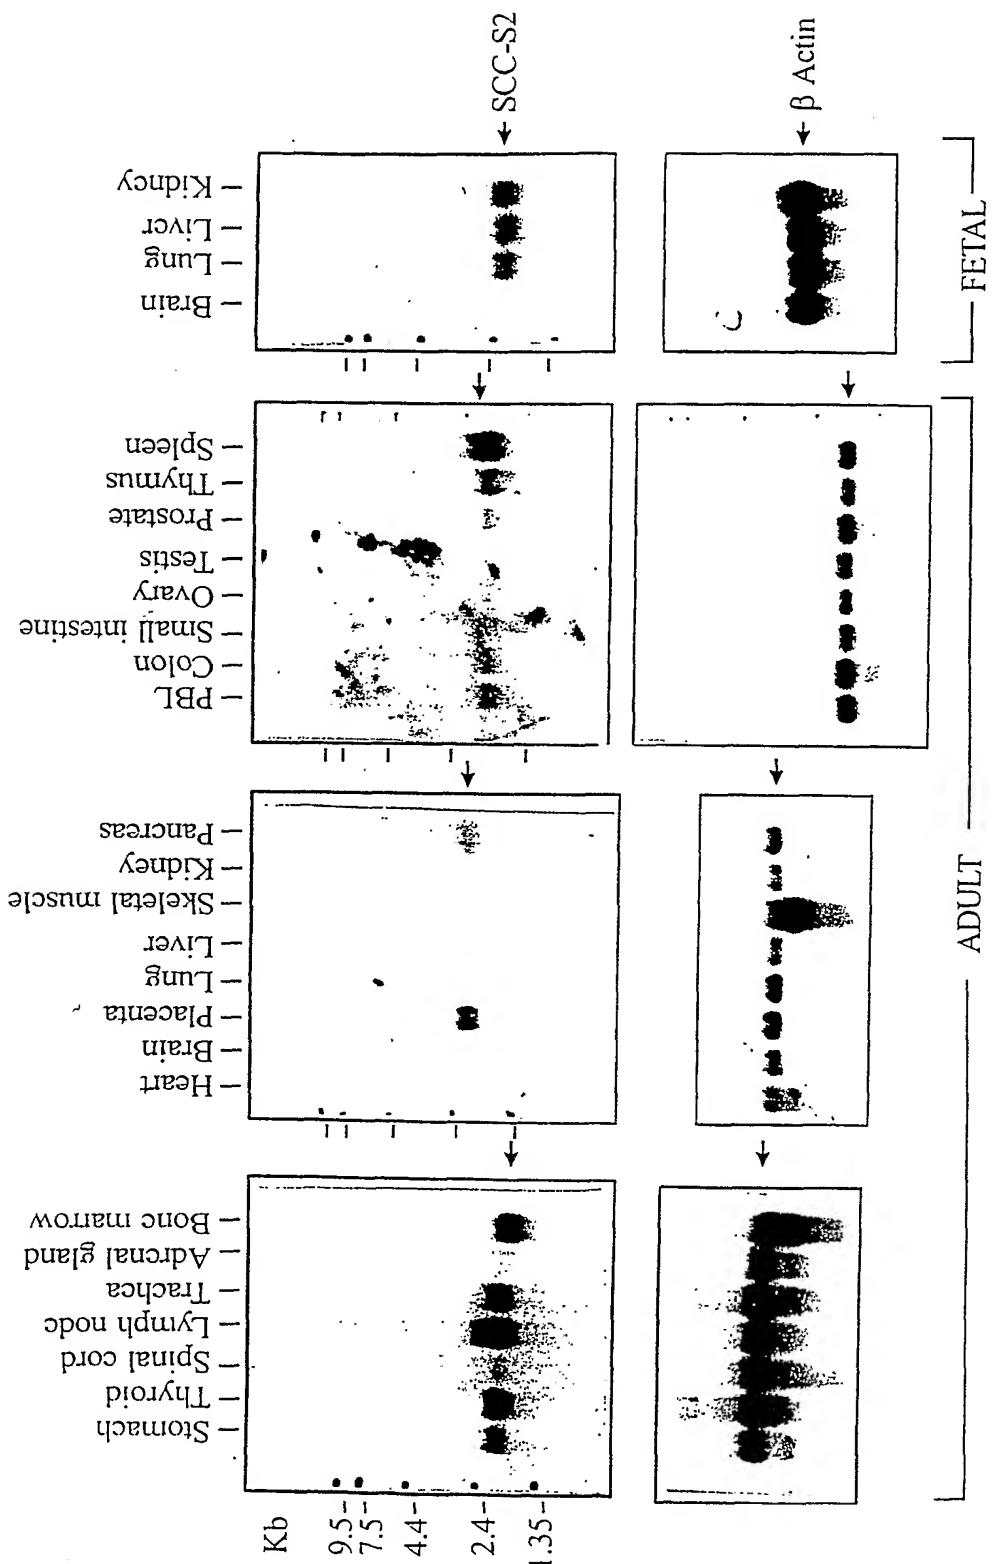 Kidney
Liver
Lung
Brain
SCC-S2
β Actin
FETAL
Spleen
Thymus
Prostate
Testis
Ovary
Small intestine
Colon
PBL
Pancreas
Kidney
Skeletal muscle
Liver
Lung
Placenta
Brain
Heart
ADULT
Bone marrow
Adrenal gland
Trachea
Lymph node
Spinal cord
Thyroid
Stomach
Kb
9.5-
7.5-
4.4-
2.4-
1.35-
C